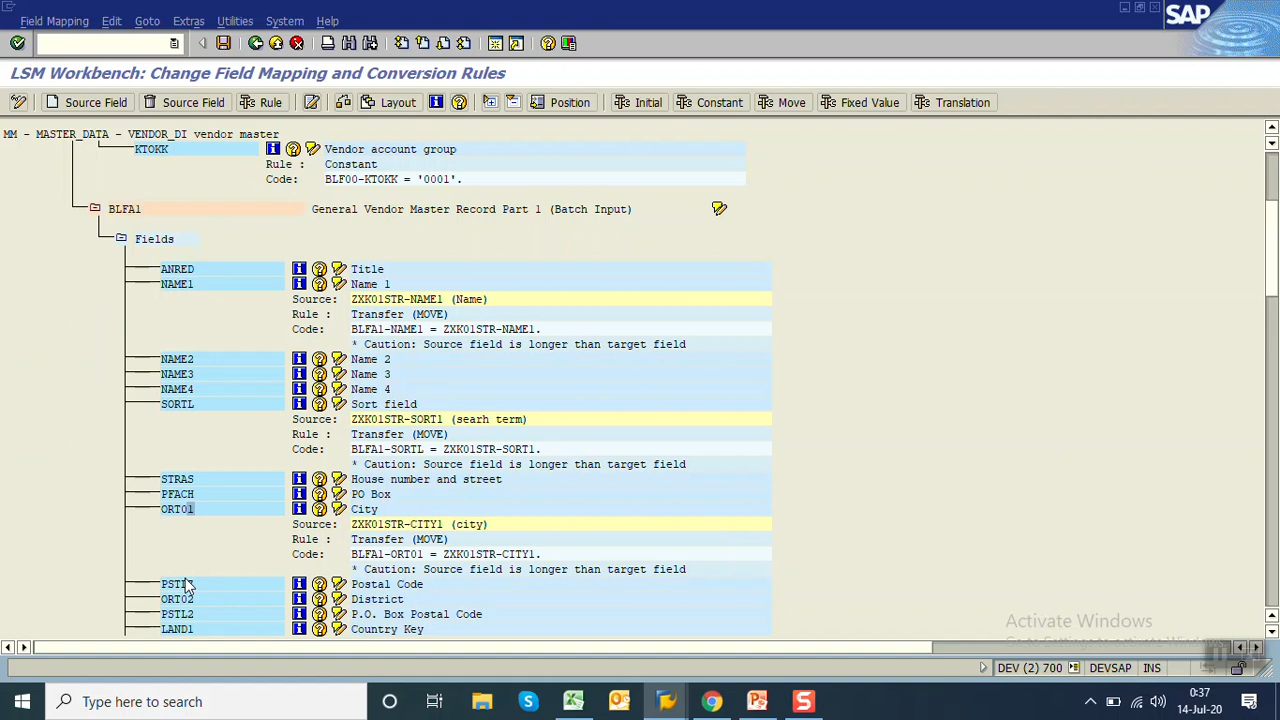 Field Mapping Edit Goto Extras Utilities System Help
SAP
LSM Workbench: Change Field Mapping and Conversion Rules
Source Field Source Field Rule Layout Position Initial Constant Move Fixed Value Translation
MM - MASTER_DATA - VENDOR_DI vendor master
KTOKK Vendor account group
Rule : Constant
Code: BLF00-KTOKK = '0001'.
BLFA1 General Vendor Master Record Part 1 (Batch Input)
Fields
ANRED Title
NAME1 Name 1
Source: ZXK01STR-NAME1 (Name)
Rule : Transfer (MOVE)
Code: BLFA1-NAME1 = ZXK01STR-NAME1.
* Caution: Source field is longer than target field
NAME2 Name 2
NAME3 Name 3
NAME4 Name 4
SORTL Sort field
Source: ZXK01STR-SORT1 (searh term)
Rule : Transfer (MOVE)
Code: BLFA1-SORTL = ZXK01STR-SORT1.
* Caution: Source field is longer than target field
STRAS House number and street
PFACH PO Box
ORT01 City
Source: ZXK01STR-CITY1 (city)
Rule : Transfer (MOVE)
Code: BLFA1-ORT01 = ZXK01STR-CITY1.
* Caution: Source field is longer than target field
Postal Code
ORT02 District
PSTL2 P.O. Box Postal Code
LAND1 Country Key
Activate Windows
Go to Settings to activate Windows.
DEV (2) 700 DEVSAP INS
Type here to search
0:37
14-Jul-20